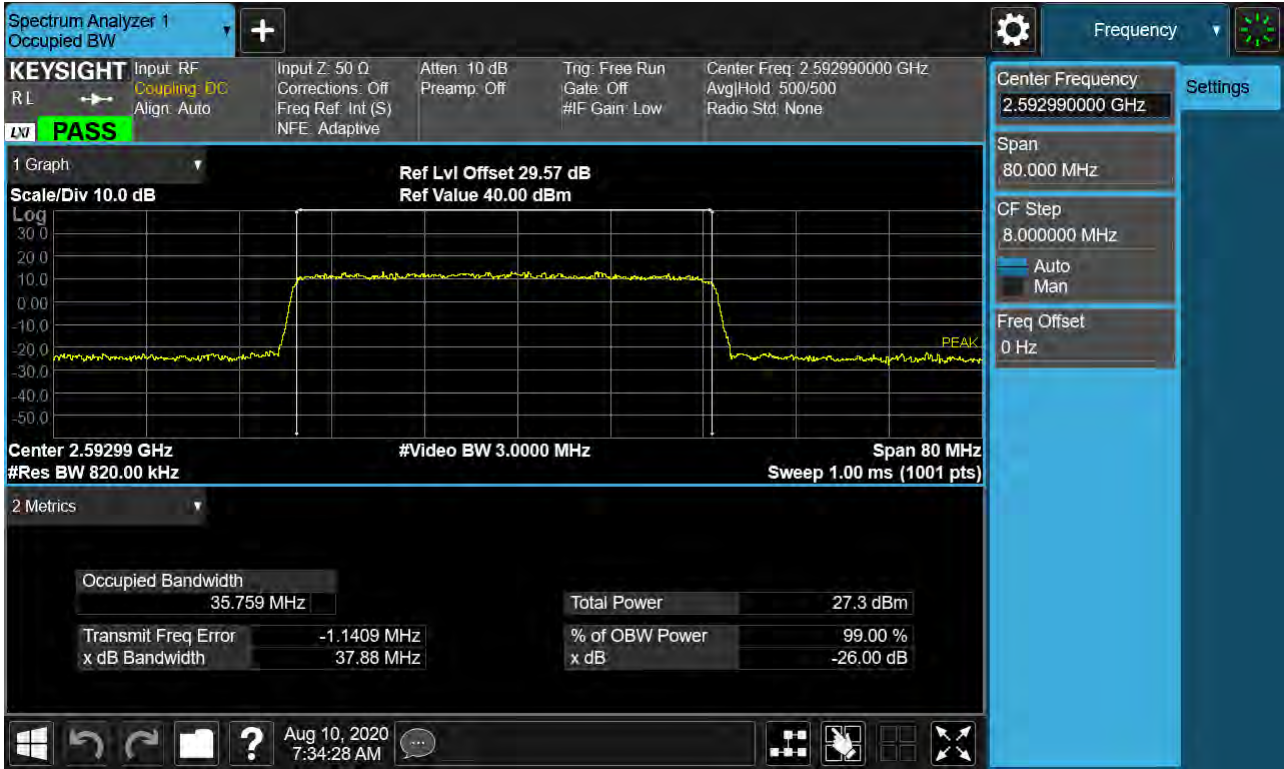 Spectrum Analyzer 1
Occupied BW
Frequency
KEYSIGHT
R L
LXI
PASS
Input: RF
Coupling: DC
Align: Auto
Input Z: 50 Ω
Corrections: Off
Freq Ref: Int (S)
NFE: Adaptive
Atten: 10 dB
Preamp: Off
Trig: Free Run
Gate: Off
#IF Gain: Low
Center Freq: 2.592990000 GHz
Avg|Hold: 500/500
Radio Std: None
Center Frequency
2.592990000 GHz
Settings
Span
80.000 MHz
CF Step
8.000000 MHz
Auto
Man
Freq Offset
0 Hz
1 Graph
Scale/Div 10.0 dB
Ref Lvl Offset 29.57 dB
Ref Value 40.00 dBm
Log
30.0
20.0
10.0
0.00
-10.0
-20.0
-30.0
-40.0
-50.0
PEAK
Center 2.59299 GHz
#Video BW 3.0000 MHz
Span 80 MHz
#Res BW 820.00 kHz
Sweep 1.00 ms (1001 pts)
2 Metrics
Occupied Bandwidth
35.759 MHz
Total Power 27.3 dBm
Transmit Freq Error -1.1409 MHz
% of OBW Power 99.00 %
x dB Bandwidth 37.88 MHz
x dB -26.00 dB
?
Aug 10, 2020
7:34:28 AM